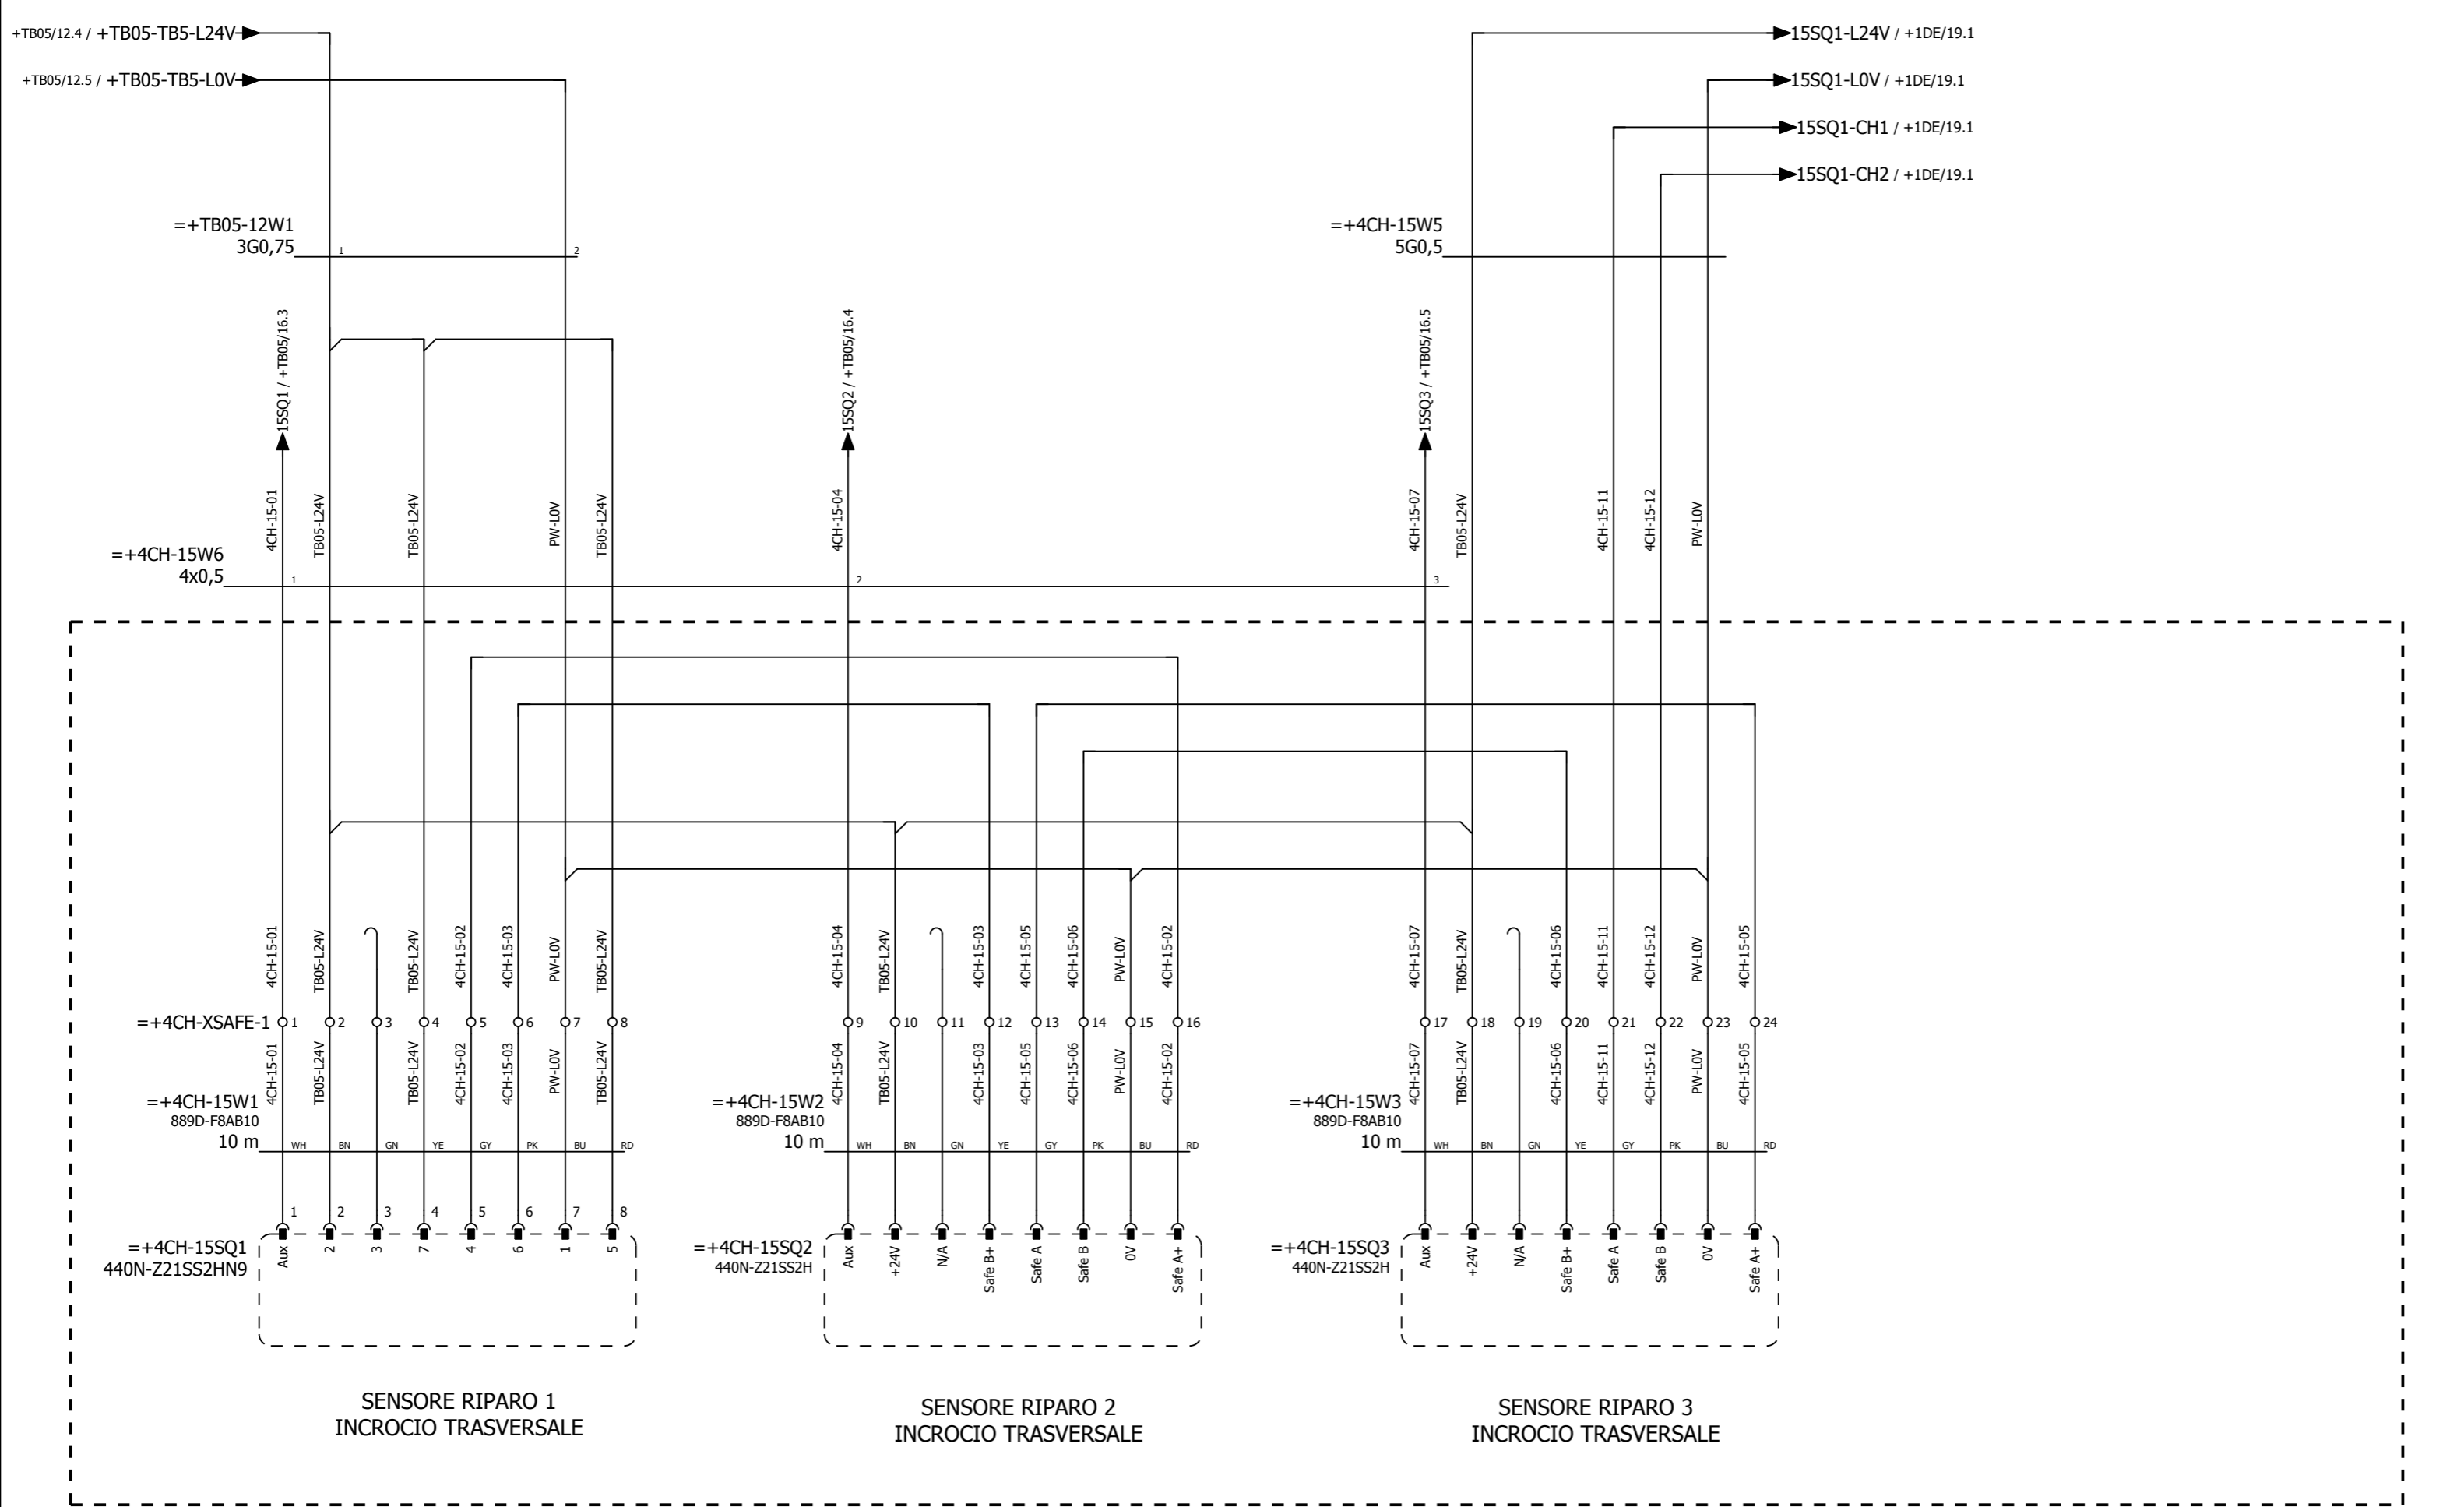 +TB05/12.4 / +TB05-TB5-L24V
15SQ1-L24V / +1DE/19.1
+TB05/12.5 / +TB05-TB5-L0V
15SQ1-L0V / +1DE/19.1
15SQ1-CH1 / +1DE/19.1
15SQ1-CH2 / +1DE/19.1
=+TB05-12W1
3G0,75
1 2
=+4CH-15W5
5G0,5
15SQ1 / +TB05/16.3
15SQ2 / +TB05/16.4
15SQ3 / +TB05/16.5
4CH-15-01 TB05-L24V TB05-L24V PW-L0V TB05-L24V
4CH-15-04
4CH-15-07 TB05-L24V 4CH-15-11 4CH-15-12 PW-L0V
=+4CH-15W6
4x0,5
1 2 3
4CH-15-01 TB05-L24V TB05-L24V 4CH-15-02 4CH-15-03 PW-L0V TB05-L24V
4CH-15-04 TB05-L24V 4CH-15-03 4CH-15-05 4CH-15-06 PW-L0V 4CH-15-02
4CH-15-07 TB05-L24V 4CH-15-06 4CH-15-11 4CH-15-12 PW-L0V 4CH-15-05
=+4CH-XSAFE-1 1 2 3 4 5 6 7 8
9 10 11 12 13 14 15 16
17 18 19 20 21 22 23 24
4CH-15-01 TB05-L24V TB05-L24V 4CH-15-02 4CH-15-03 PW-L0V TB05-L24V
4CH-15-04 TB05-L24V 4CH-15-03 4CH-15-05 4CH-15-06 PW-L0V 4CH-15-02
4CH-15-07 TB05-L24V 4CH-15-06 4CH-15-11 4CH-15-12 PW-L0V 4CH-15-05
=+4CH-15W1
889D-F8AB10
10 m
WH BN GN YE GY PK BU RD
=+4CH-15W2
889D-F8AB10
10 m
WH BN GN YE GY PK BU RD
=+4CH-15W3
889D-F8AB10
10 m
WH BN GN YE GY PK BU RD
1 2 3 4 5 6 7 8
=+4CH-15SQ1
440N-Z21SS2HN9
Aux 2 3 7 4 6 1 5
=+4CH-15SQ2
440N-Z21SS2H
Aux +24V N/A Safe B+ Safe A Safe B 0V Safe A+
=+4CH-15SQ3
440N-Z21SS2H
Aux +24V N/A Safe B+ Safe A Safe B 0V Safe A+
SENSORE RIPARO 1
INCROCIO TRASVERSALE
SENSORE RIPARO 2
INCROCIO TRASVERSALE
SENSORE RIPARO 3
INCROCIO TRASVERSALE